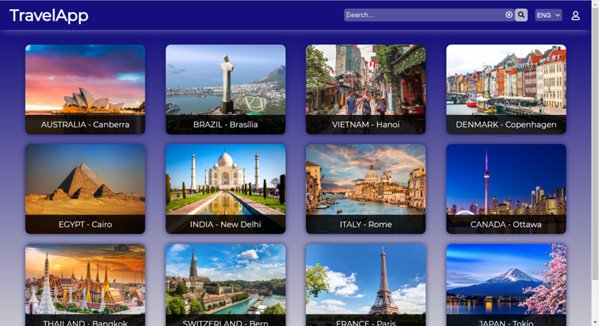 TravelApp
Search...
ENG
AUSTRALIA - Canberra
BRAZIL - Brasília
VIETNAM - Hanoi
DENMARK - Copenhagen
EGYPT - Cairo
INDIA - New Delhi
ITALY - Rome
CANADA - Ottawa
THAILAND - Bangkok
SWITZERLAND - Bern
FRANCE - Paris
JAPAN - Tokio